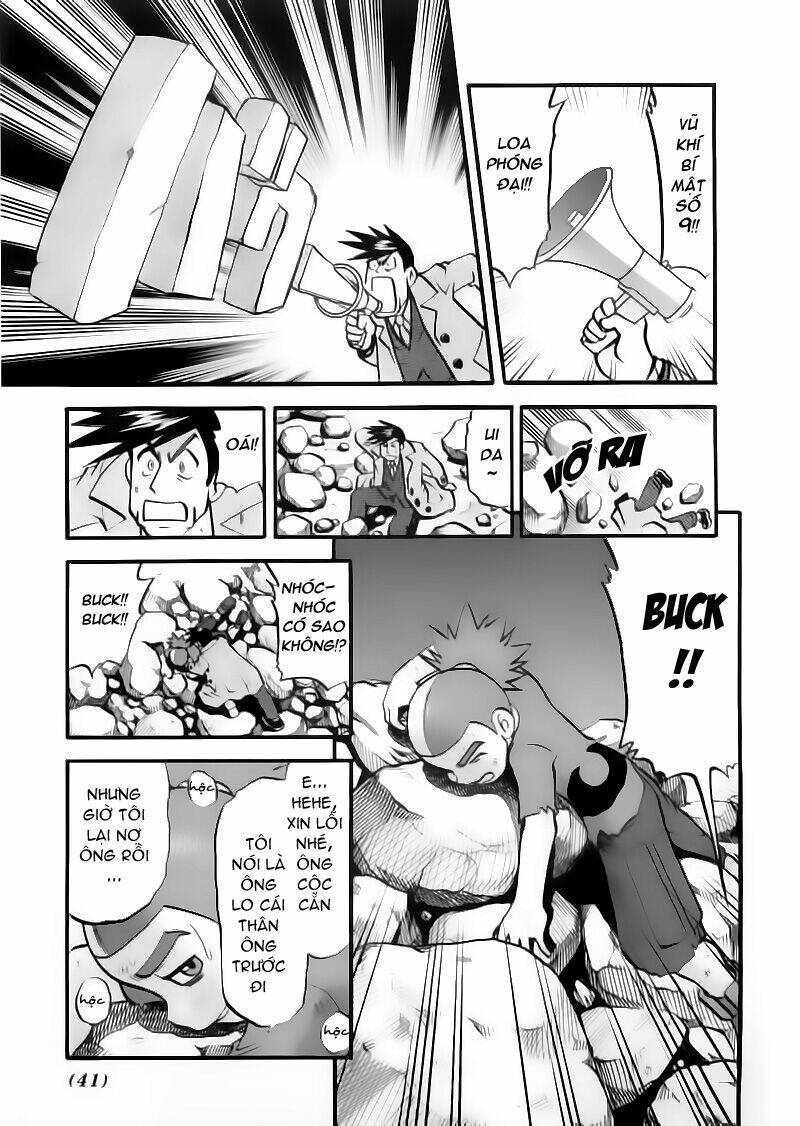 VŨ
KHÍ
BÍ
MẬT
SỐ
9!!
LOA
PHÓNG
ĐẠI!!
VỠ RA
UI
DA
~
OÁI!
BUCK
!!
NHÓC-
NHÓC
CÓ SAO
KHÔNG!?
BUCK!!
BUCK!!
E...
HEHE,
XIN LỖI
NHÉ,
ÔNG
CỘC
CẰN
TÔI
NỐI LÀ
ÔNG
LO CÁI
THÂN
ÔNG
TRƯỚC
ĐI
hộc
NHƯNG
GIỜ TÔI
LẠI NỢ
ÔNG RỒI
...
hộc
hộc
(41)